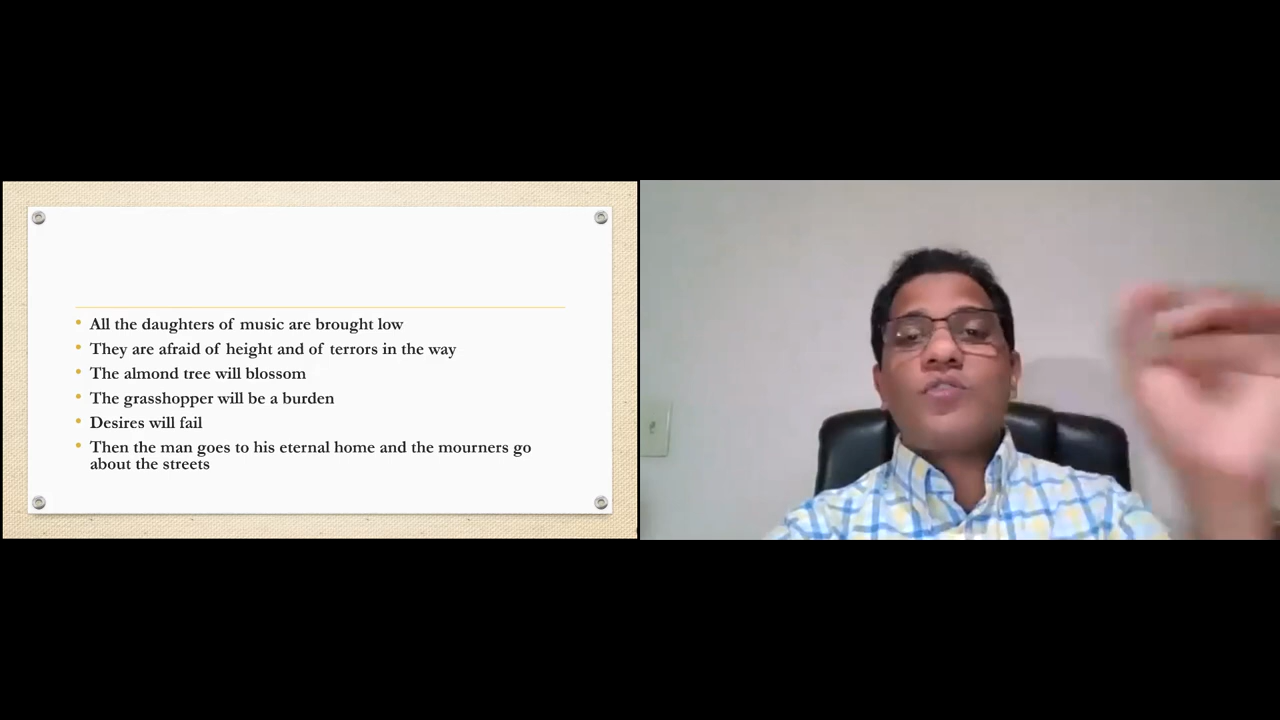 All the daughters of music are brought low
They are afraid of height and of terrors in the way
The almond tree will blossom
The grasshopper will be a burden
Desires will fail
Then the man goes to his eternal home and the mourners go
about the streets